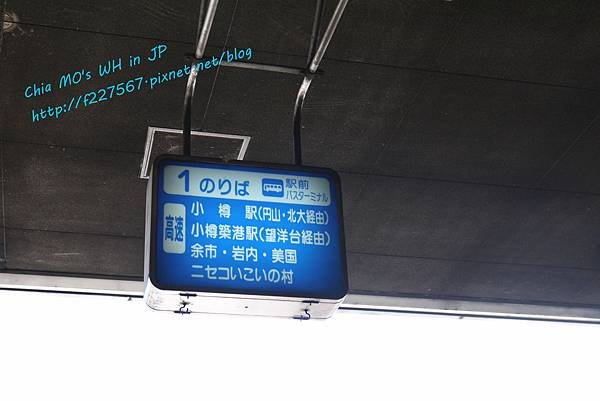 Chia MO's WH in JP
http://f227567.pixnet.net/blog
1 のりば 駅前
バスターミナル
高速
小 樽 駅(円山・北大経由)
小樽築港駅(望洋台経由)
余市・岩内・美国
ニセコいこいの村